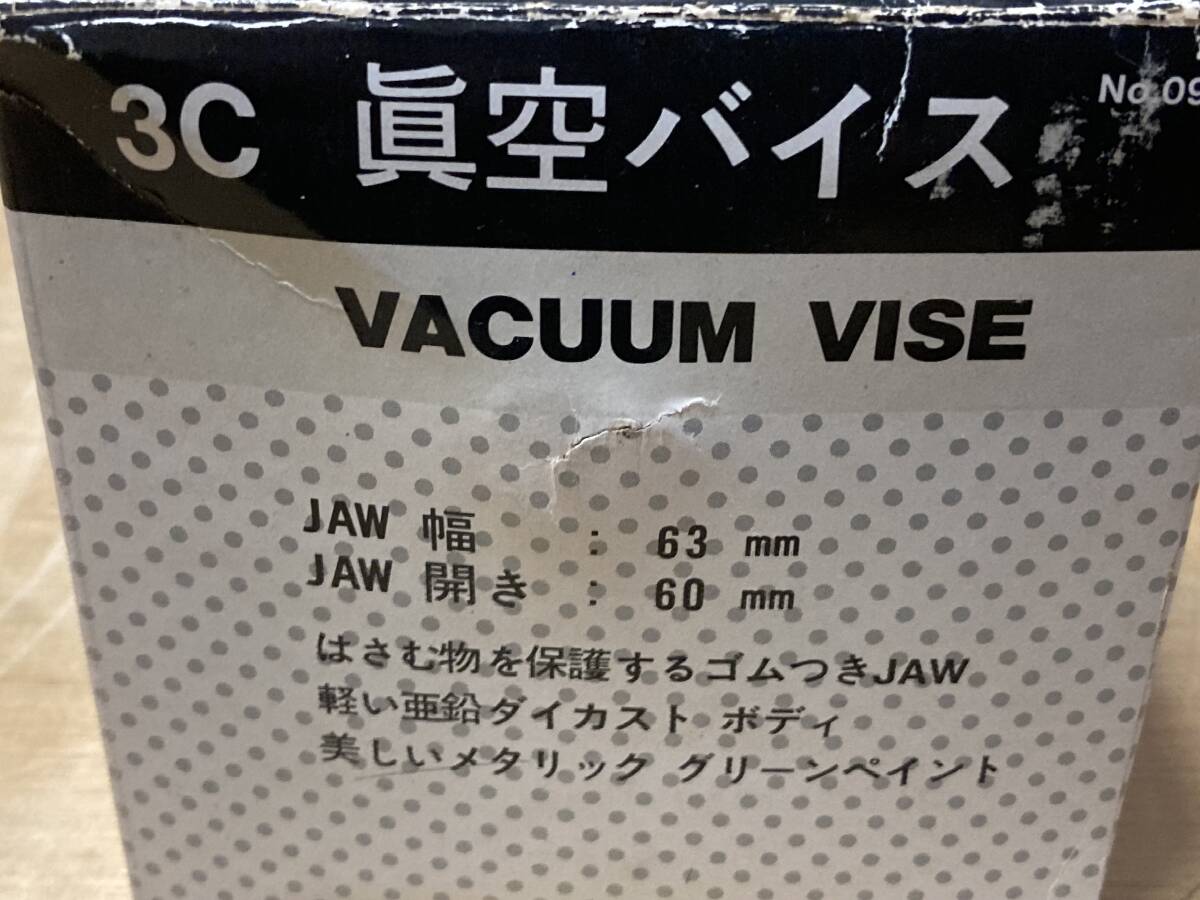 3C 眞空バイス No.09
VACUUM VISE
JAW 幅 : 63 mm
JAW 開き : 60 mm
はさむ物を保護するゴムつきJAW
軽い亜鉛ダイカスト ボディ
美しいメタリック グリーンペイント